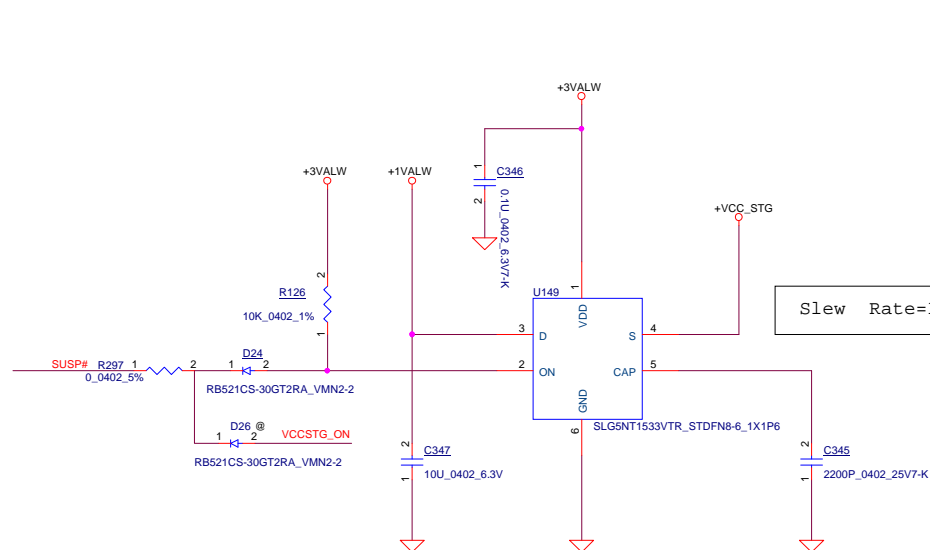 +3VALW
+3VALW
+1VALW
1
C346
2
0.1U_0402_6.3V7-K
+VCC_STG
2
R126
10K_0402_1%
1
U149
1
VDD
Slew Rate=
3
D
S
4
SUSP#
R297
1
2
0_0402_5%
1
D24
2
RB521CS-30GT2RA_VMN2-2
2
ON
CAP
5
GND
6
SLG5NT1533VTR_STDFN8-6_1X1P6
1
D26 @
2
VCCSTG_ON
RB521CS-30GT2RA_VMN2-2
2
C347
10U_0402_6.3V
1
2
C345
2200P_0402_25V7-K
1